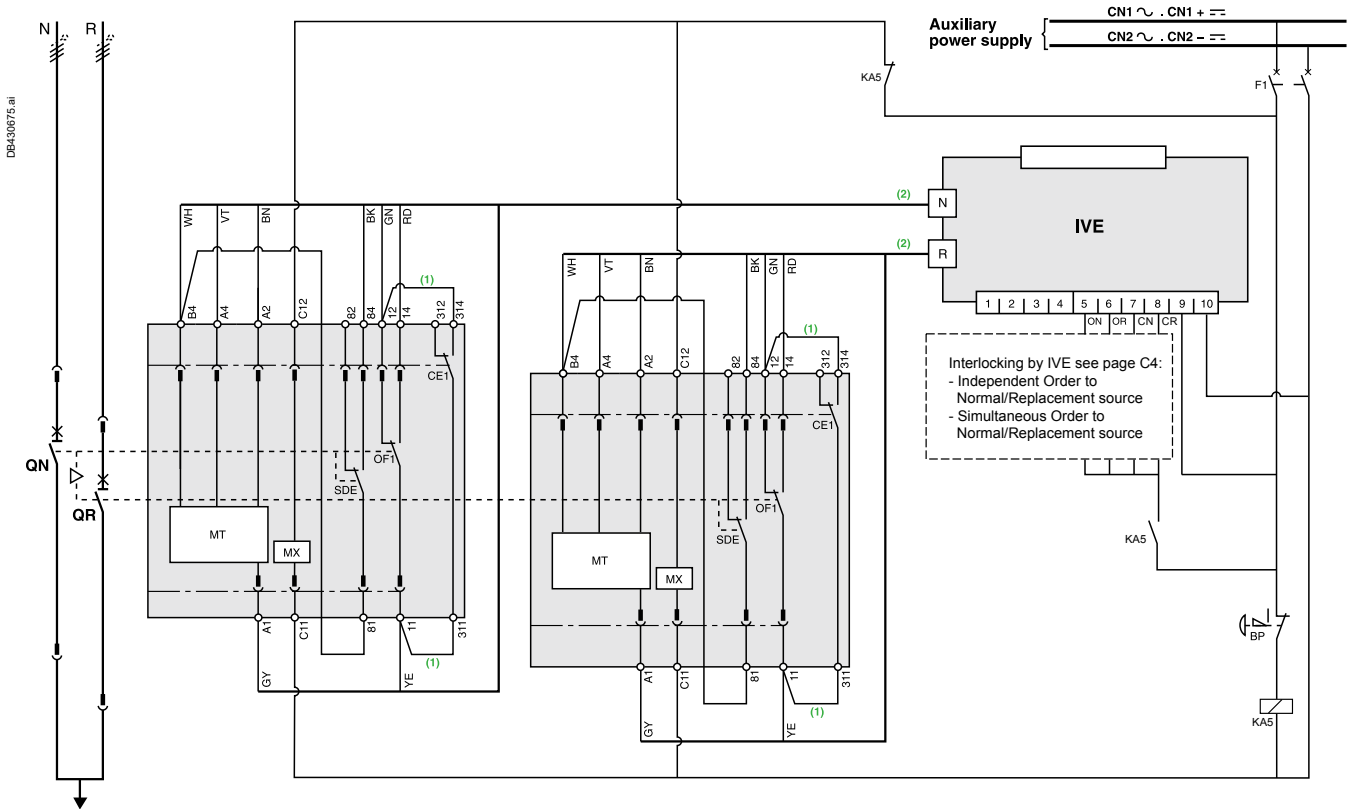 N
R
DB430675.ai
Auxiliary
power supply
CN1 ∿ . CN1 + ⎓
CN2 ∿ . CN2 – ⎓
KA5
F1
(2)
N
IVE
(2)
R
1 2 3 4 5 6 7 8 9 10
ON OR CN CR
Interlocking by IVE see page C4:
- Independent Order to
Normal/Replacement source
- Simultaneous Order to
Normal/Replacement source
KA5
BP
KA5
WH VT BN BK GN RD
(1)
B4 A4 A2 C12 82 84 12 14 312 314
CE1
OF1
SDE
MT
MX
A1 C11 81 11 311
(1)
GY YE
WH VT BN BK GN RD
(1)
B4 A4 A2 C12 82 84 12 14 312 314
CE1
OF1
SDE
MT
MX
A1 C11 81 11 311
(1)
GY YE
QN
QR